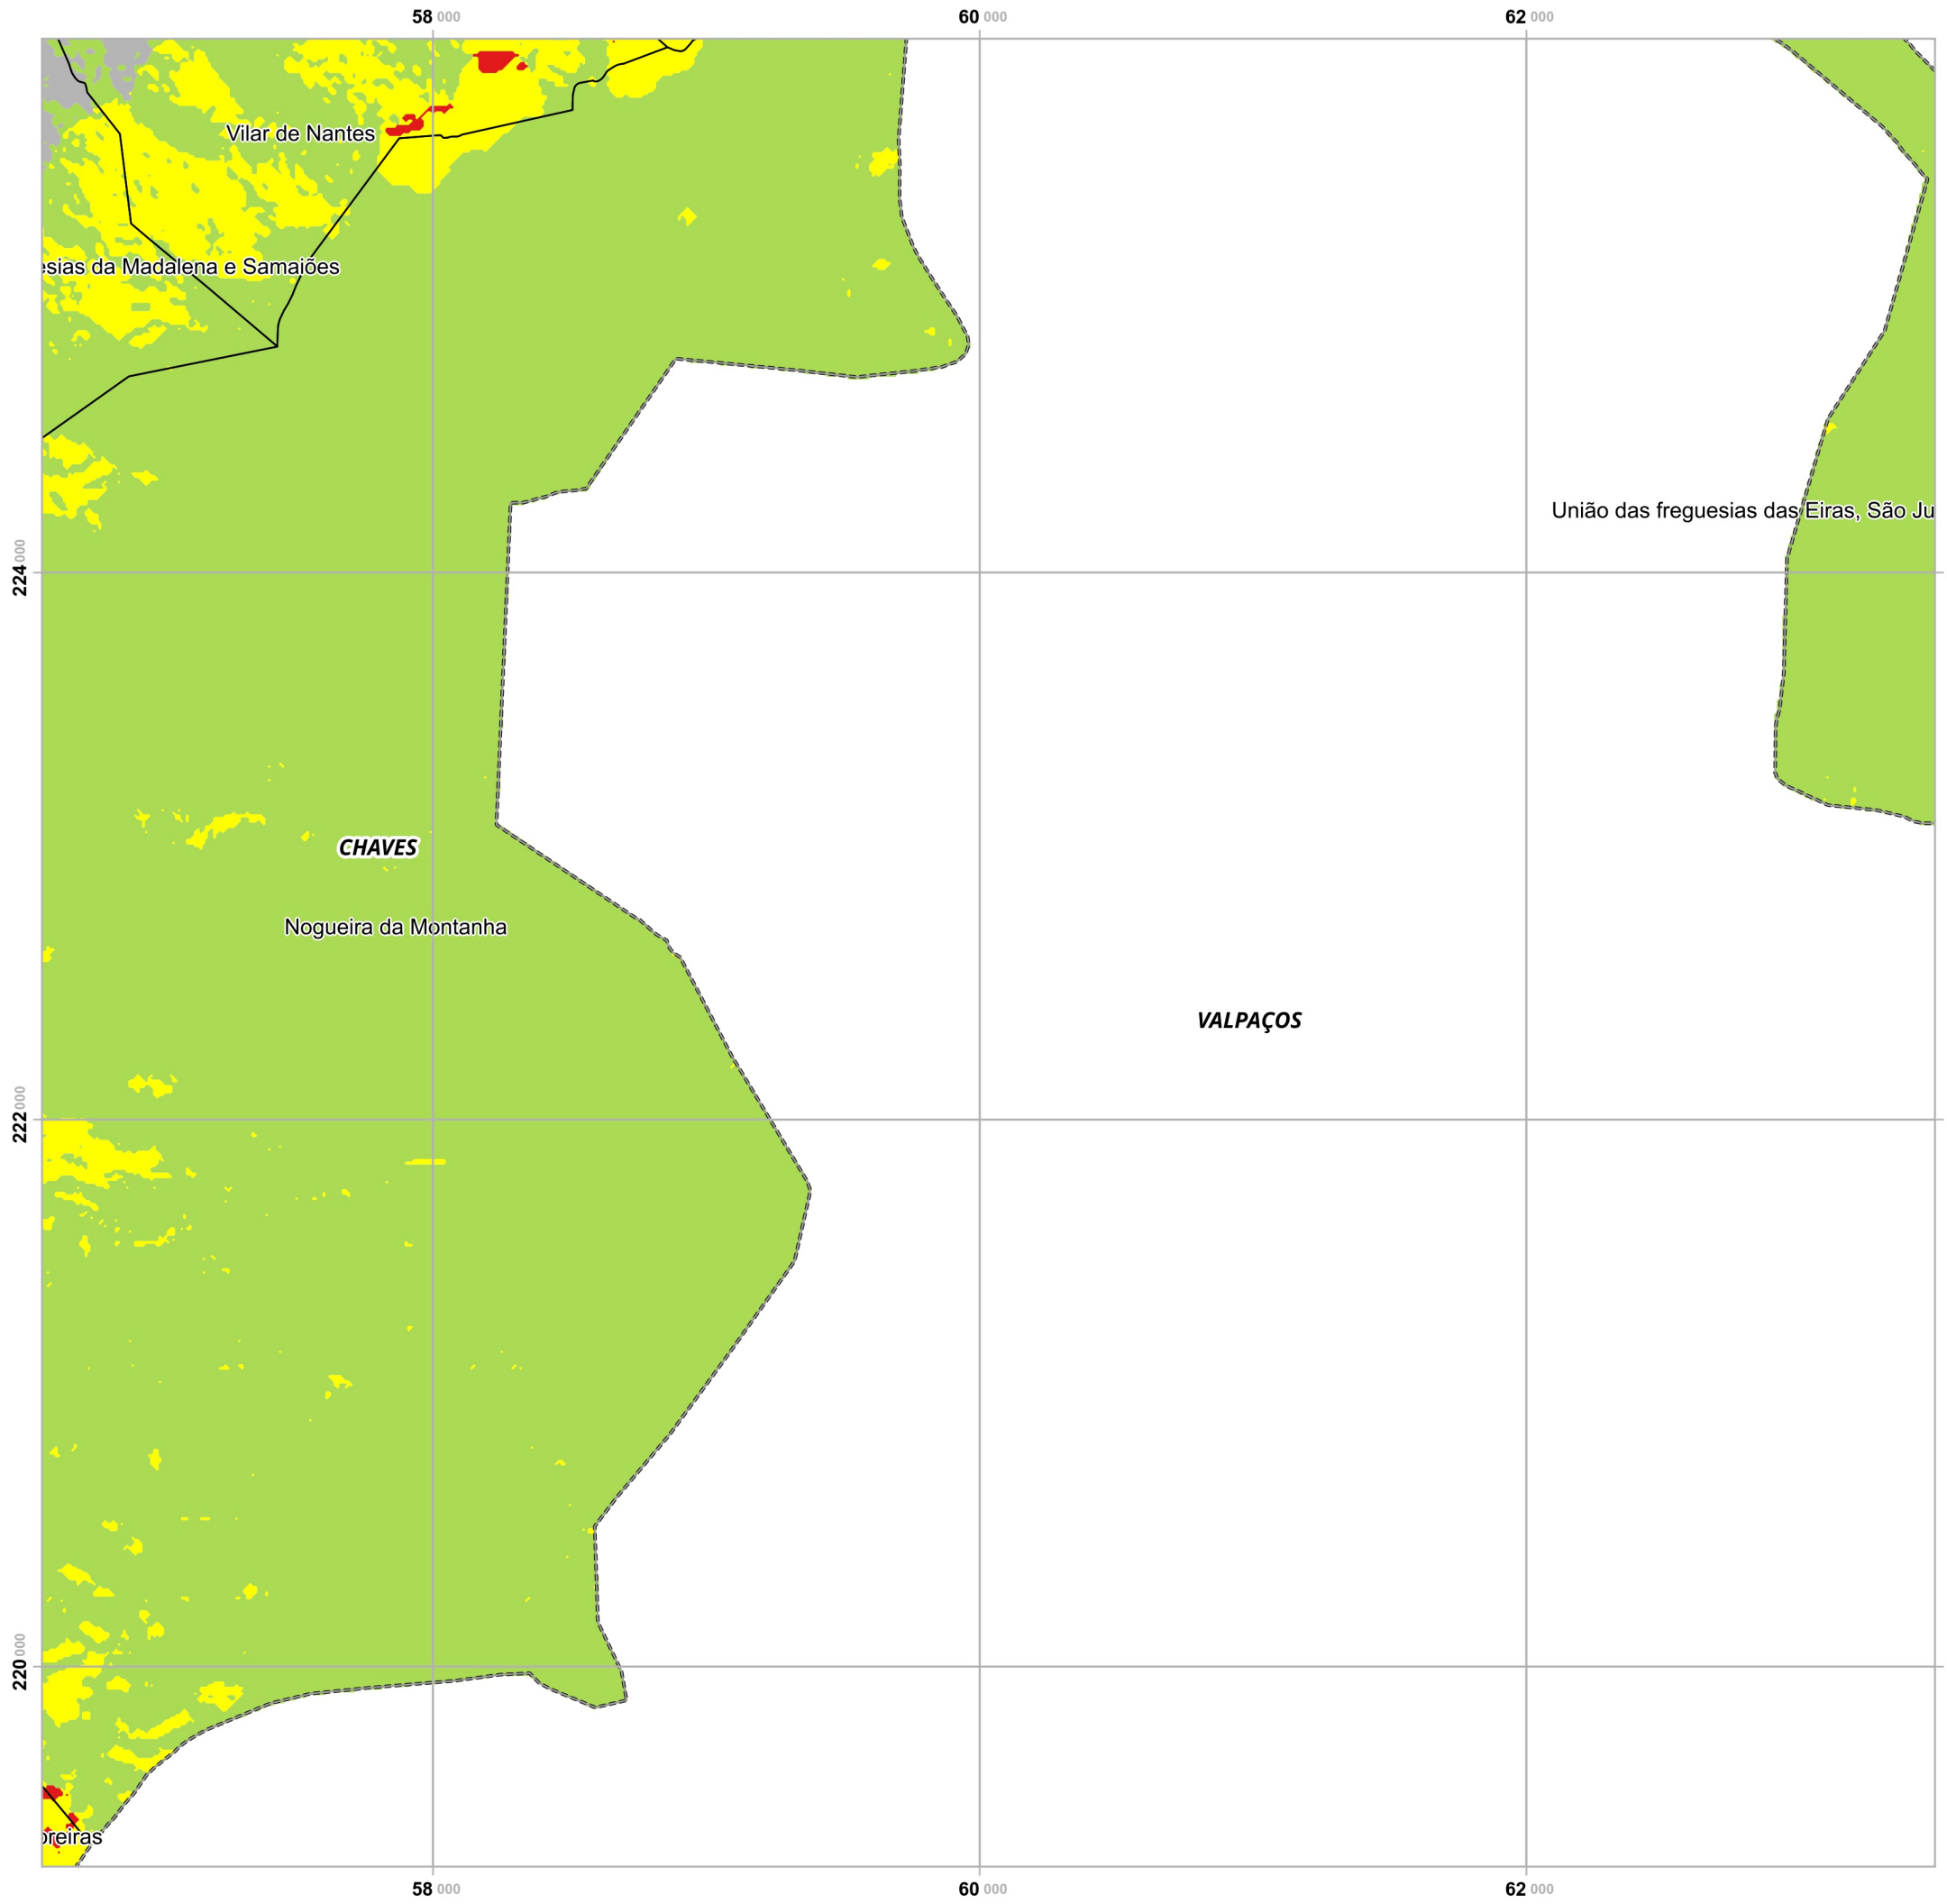 58 000 60 000 62 000
Vilar de Nantes
esias da Madalena e Samaiões
União das freguesias das Eiras, São Ju
224 000
CHAVES
Nogueira da Montanha
VALPAÇOS
222 000
220 000
oreiras
58 000 60 000 62 000